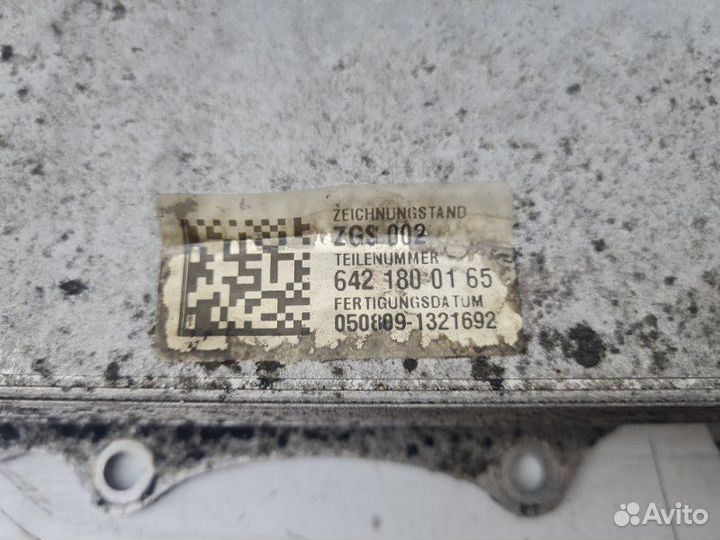 ZEICHNUNGSTAND
ZGS 002
TEILENUMMER
642 180 01 65
FERTIGUNGSDATUM
050809-1321692
Avito